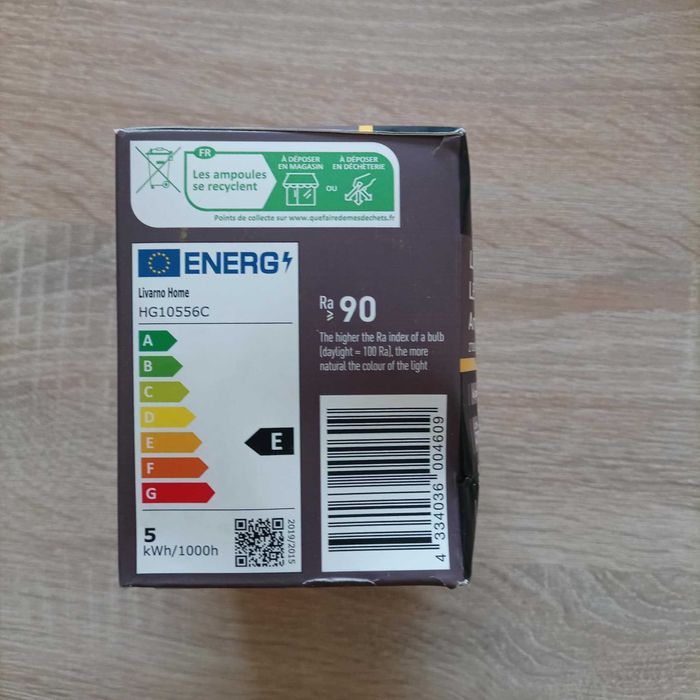 FR
Les ampoules
se recyclent
À DÉPOSER
EN MAGASIN
OU
À DÉPOSER
EN DÉCHÈTERIE
Points de collecte sur www.quefairedemesdechets.fr
ENERG
Livarno Home
HG10556C
A
B
C
D
E
F
G
E
5
kWh/1000h
2019/2015
Ra
≥ 90
The higher the Ra index of a bulb
(daylight = 100 Ra), the more
natural the colour of the light
4 334036 004609